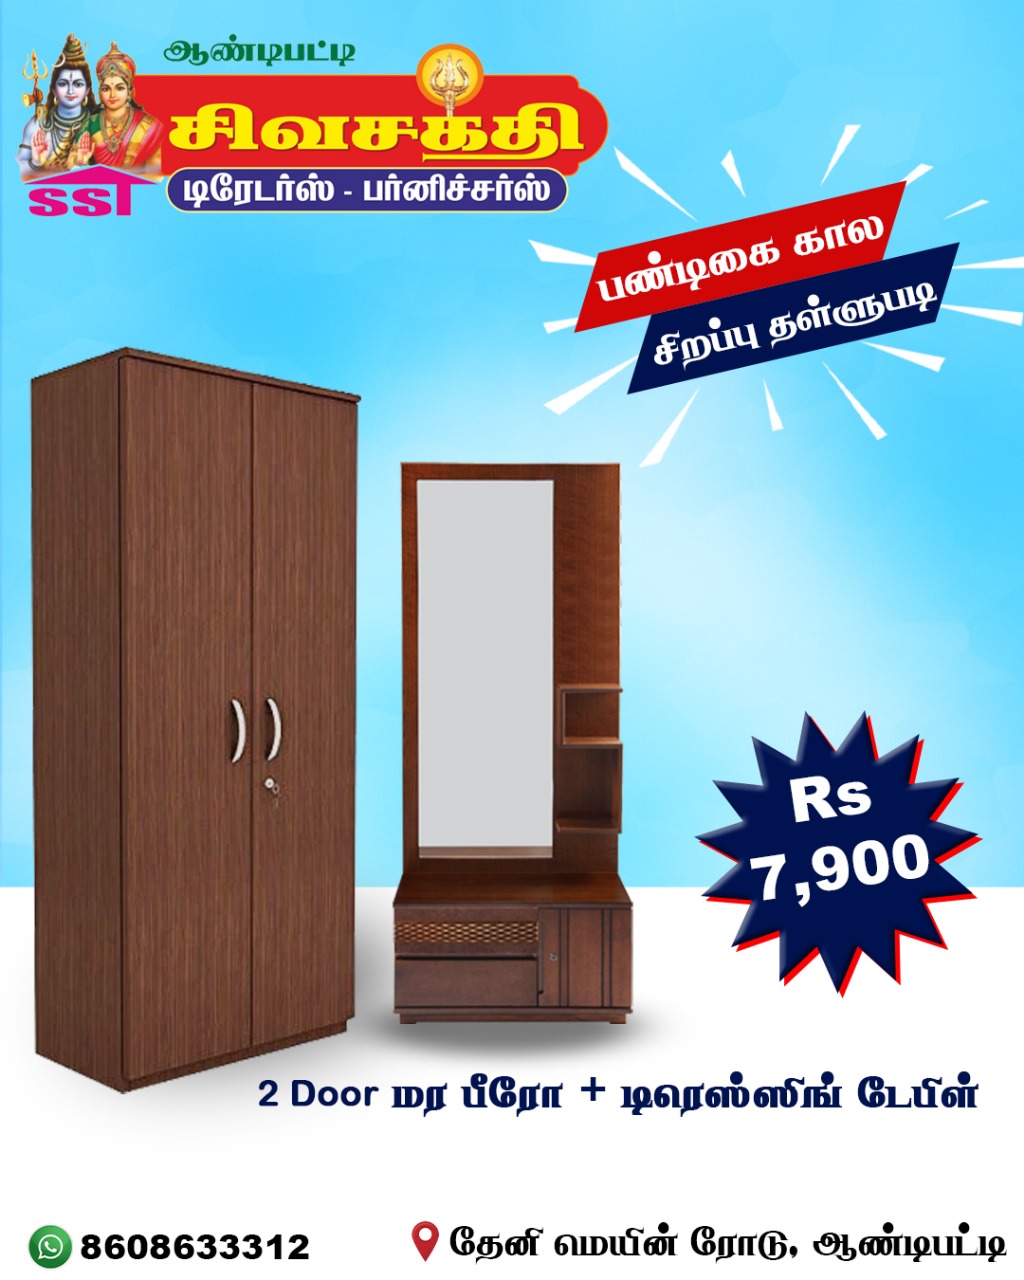 ஆண்டிபட்டி
சிவசக்தி
SST
டிரேடர்ஸ் - பர்னிச்சர்ஸ்
பண்டிகை கால
சிறப்பு தள்ளுபடி
Rs
7,900
2 Door மர பீரோ + டிரெஸ்ஸிங் டேபிள்
8608633312
தேனி மெயின் ரோடு, ஆண்டிபட்டி